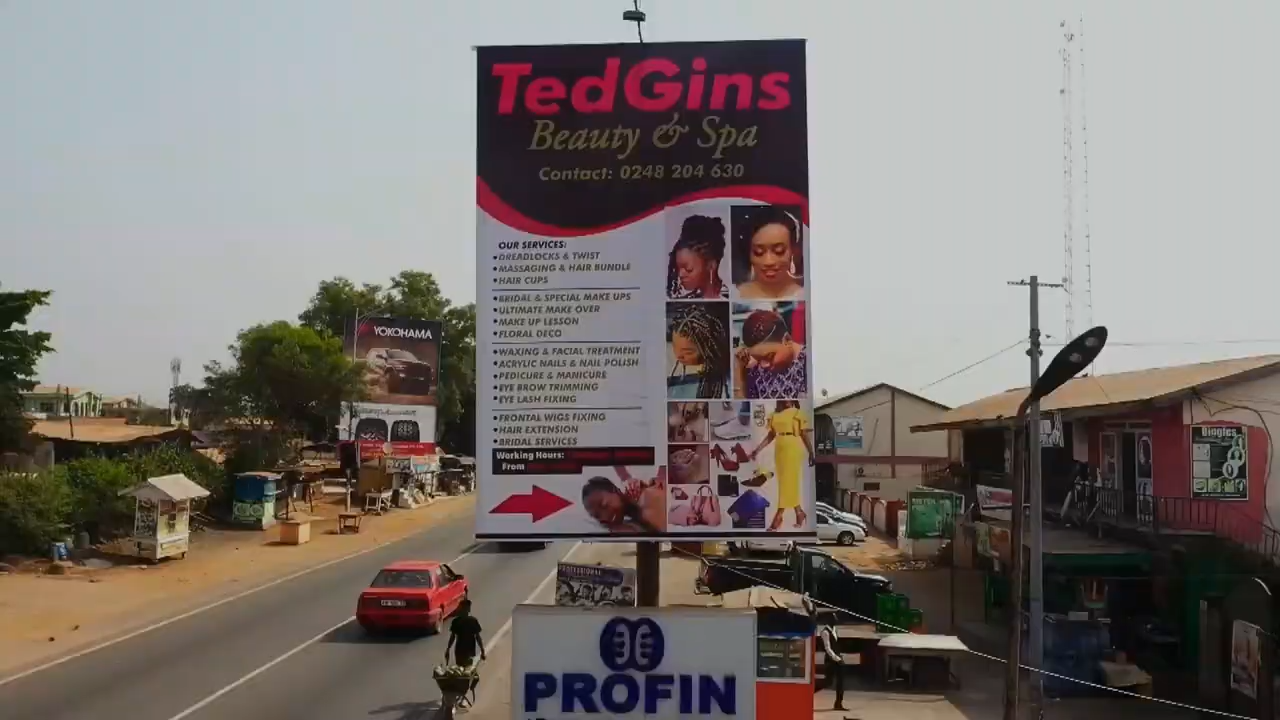 TedGins
Beauty & Spa
Contact: 0248 204 630
OUR SERVICES:
•DREADLOCKS & TWIST
•MASSAGING & HAIR BUNDLE
•HAIR CUPS
•BRIDAL & SPECIAL MAKE UPS
•ULTIMATE MAKE OVER
•MAKE UP LESSON
•FLORAL DECO
•WAXING & FACIAL TREATMENT
•ACRYLIC NAILS & NAIL POLISH
•PEDICURE & MANICURE
•EYE BROW TRIMMING
•EYE LASH FIXING
•FRONTAL WIGS FIXING
•HAIR EXTENSION
•BRIDAL SERVICES
Working Hours:
From
YOKOHAMA
PROFESSIONAL
PROFIN
Diggles